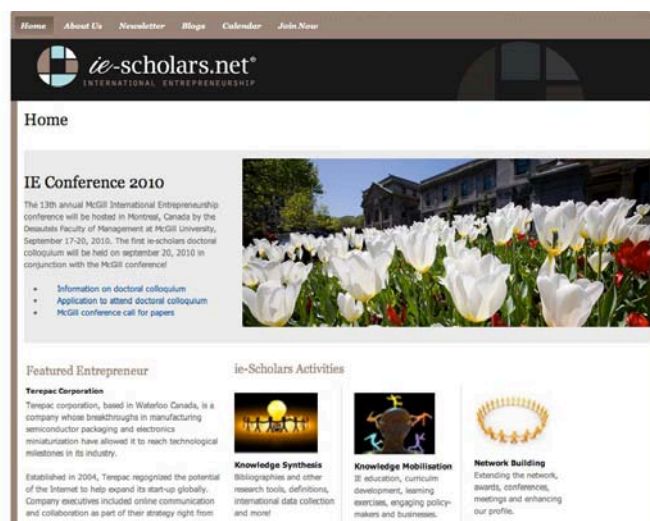 Home About Us Newsletter Blogs Calendar Join Now
ie-scholars.net®
INTERNATIONAL ENTREPRENEURSHIP
Home
IE Conference 2010
The 13th annual McGill International Entrepreneurship
conference will be hosted in Montreal, Canada by the
Desautels Faculty of Management at McGill University,
September 17-20, 2010. The first ie-scholars doctoral
colloquium will be held on september 20, 2010 in
conjunction with the McGill conference!
• Information on doctoral colloquium
• Application to attend doctoral colloquium
• McGill conference call for papers
Featured Entrepreneur
Terepac Corporation
Terepac corporation, based in Waterloo Canada, is a
company whose breakthroughs in manufacturing
semiconductor packaging and electronics
miniaturization have allowed it to reach technological
milestones in its industry.
Established in 2004, Terepac regognized the potential
of the Internet to help expand its start-up globally.
Company executives included online communication
and collaboration as part of their strategy right from
ie-Scholars Activities
Knowledge Synthesis
Bibliographies and other
research tools, definitions,
international data collection
and more!
Knowledge Mobilisation
IE education, curriculm
development, learning
exercises, engaging policy-
makers and businesses.
Network Building
Extending the network,
awards, conferences,
meetings and enhancing
our profile.